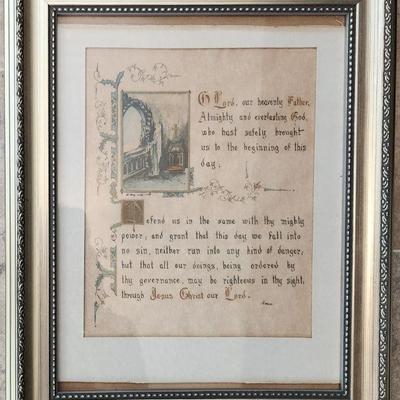 O Lord, our heavenly Father,
Almighty and everlasting God,
who hast safely brought
us to the beginning of this
day;
Defend us in the same with thy mighty
power; and grant that this day we fall into
no sin, neither run into any kind of danger;
but that all our doings, being ordered by
thy governance, may be righteous in thy sight,
through Jesus Christ our Lord.
Amen